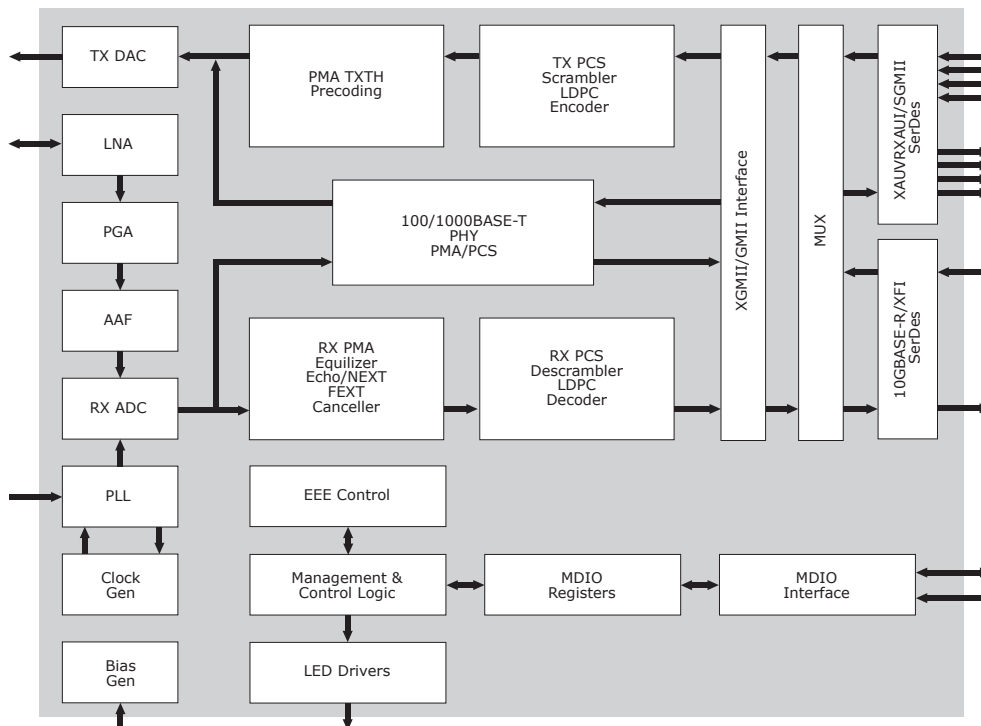 TX DAC
PMA TXTH
Precoding
TX PCS
Scrambler
LDPC
Encoder
XGMII/GMII Interface
MUX
XAUVRXAUI/SGMII
SerDes
LNA
PGA
100/1000BASE-T
PHY
PMA/PCS
AAF
RX ADC
RX PMA
Equilizer
Echo/NEXT
FEXT
Canceller
RX PCS
Descrambler
LDPC
Decoder
10GBASE-R/XFI
SerDes
PLL
EEE Control
Clock
Gen
Management &
Control Logic
MDIO
Registers
MDIO
Interface
Bias
Gen
LED Drivers